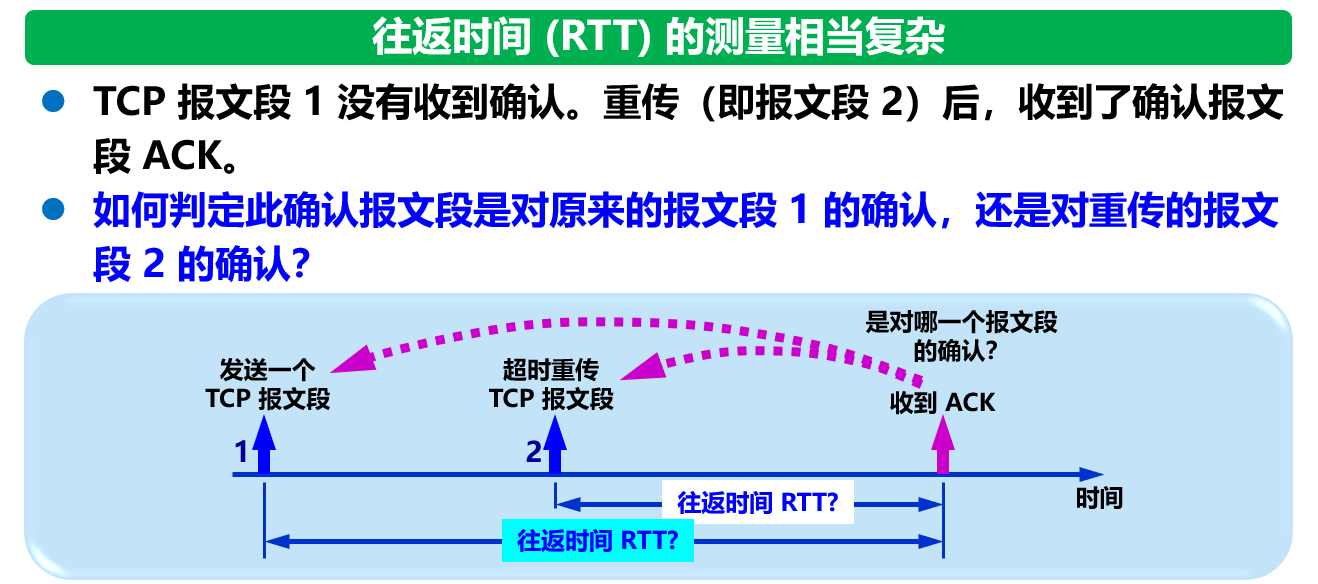 往返时间 (RTT) 的测量相当复杂
TCP 报文段 1 没有收到确认。重传（即报文段 2）后，收到了确认报文
段 ACK。
如何判定此确认报文段是对原来的报文段 1 的确认，还是对重传的报文
段 2 的确认？
是对哪一个报文段
的确认？
发送一个
TCP 报文段
超时重传
TCP 报文段
收到 ACK
1
2
时间
往返时间 RTT?
往返时间 RTT?